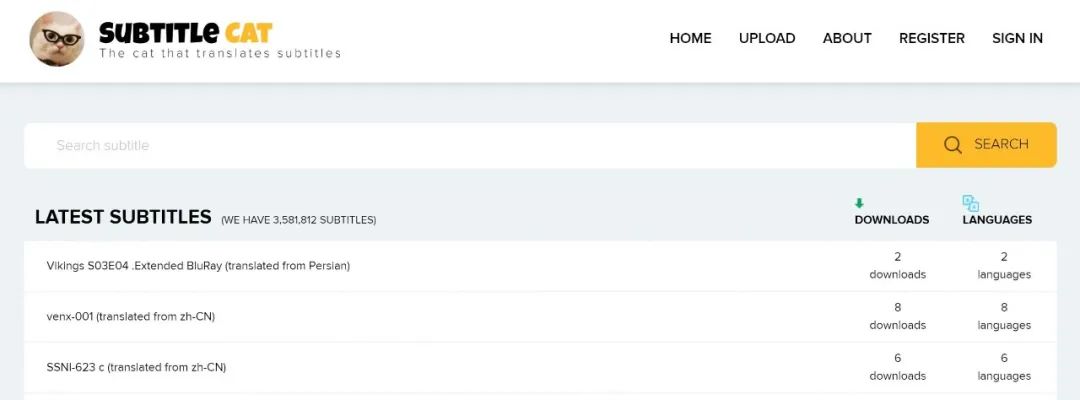 SUBTITLE CAT
The cat that translates subtitles
HOME UPLOAD ABOUT REGISTER SIGN IN
Search subtitle
SEARCH
LATEST SUBTITLES (WE HAVE 3,581,812 SUBTITLES)
DOWNLOADS LANGUAGES
Vikings S03E04 .Extended BluRay (translated from Persian)
2 downloads
2 languages
venx-001 (translated from zh-CN)
8 downloads
8 languages
SSNI-623 c (translated from zh-CN)
6 downloads
6 languages